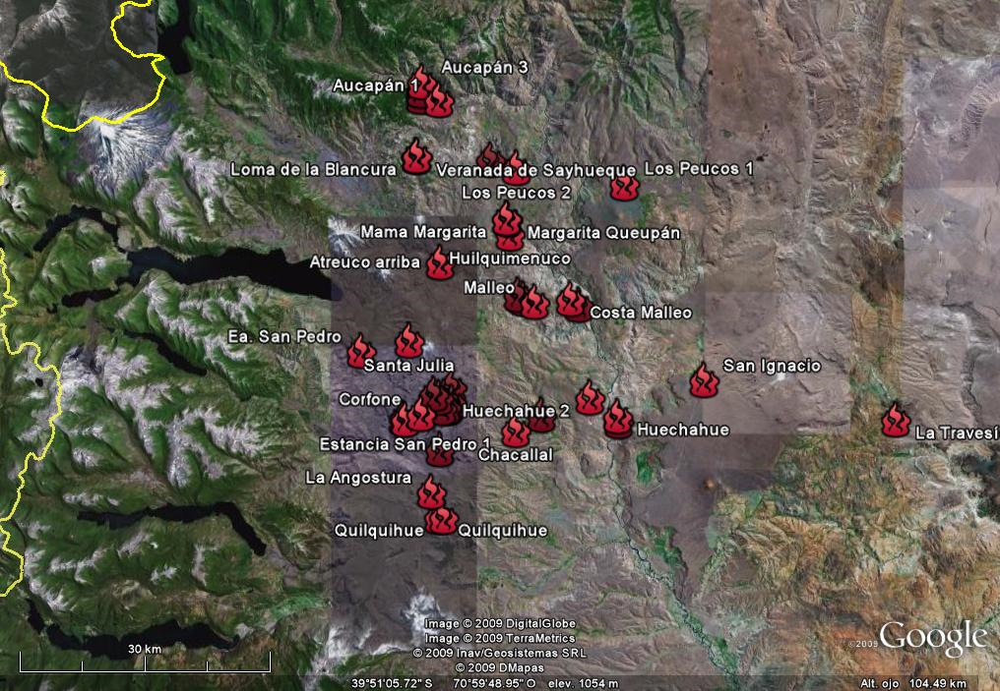 Aucapán 3
Aucapán 1
Loma de la Blancura
Veranada de Sayhueque
Los Peucos 1
Los Peucos 2
Mama Margarita
Margarita Queupán
Atreuco arriba
Huilquimenuco
Malleo
Costa Malleo
Ea. San Pedro
Santa Julia
San Ignacio
Corfone
Huechahue 2
Huechahue
La Travesí
Estancia San Pedro 1
Chacallal
La Angostura
Quilquihue
Quilquihue
Image © 2009 DigitalGlobe
Image © 2009 TerraMetrics
© 2009 Inav/Geosistemas SRL
© 2009 DMapas
©2009 Google
30 km
39°51'05.72" S 70°59'48.95" O elev. 1054 m
Alt. ojo 104.49 km